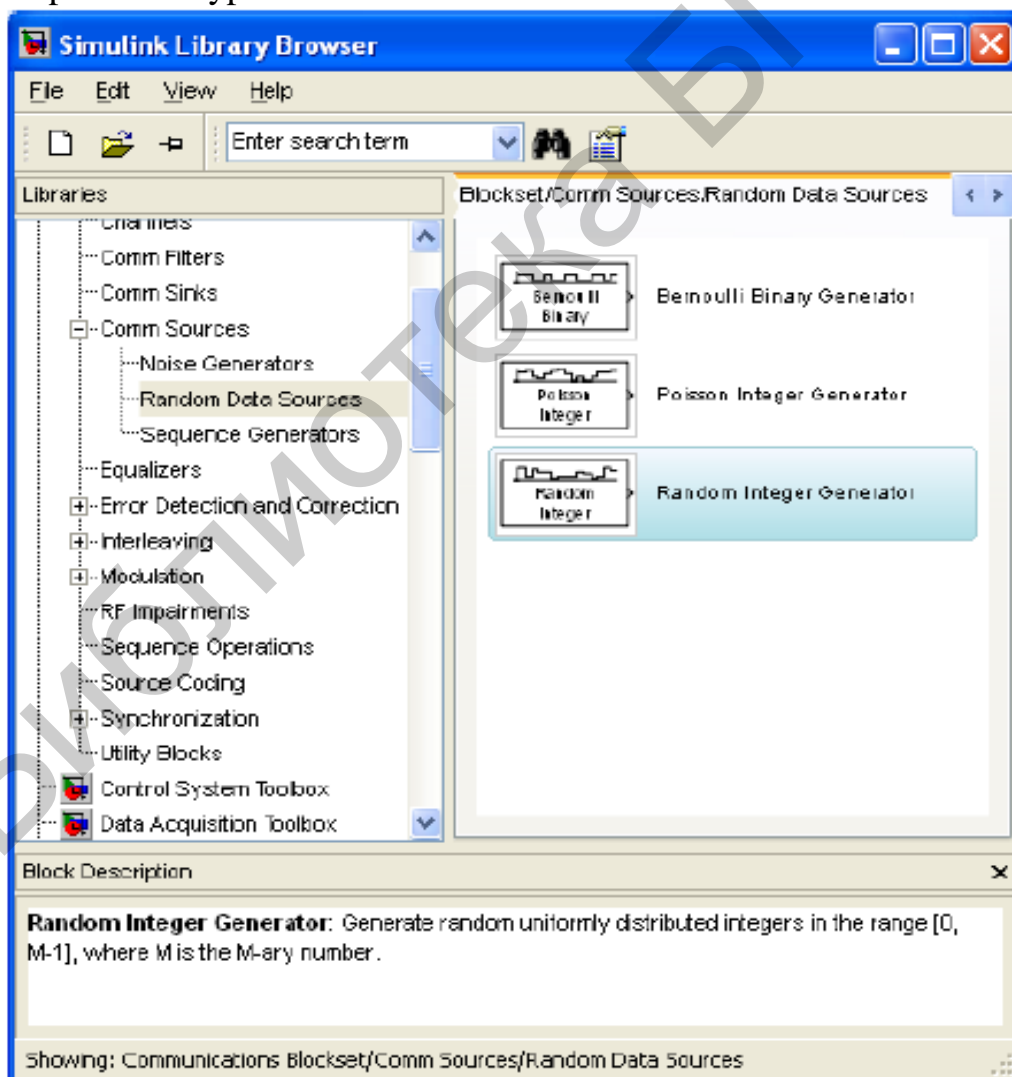 Simulink Library Browser
File Edit View Help
Enter search term
Libraries
Blockset/Comm Sources/Random Data Sources
Channels
Comm Filters
Comm Sinks
Comm Sources
Noise Generators
Random Data Sources
Sequence Generators
Equalizers
Error Detection and Correction
Interleaving
Modulation
RF Impairments
Sequence Operations
Source Coding
Synchronization
Utility Blocks
Control System Toolbox
Data Acquisition Toolbox
Bernoulli
Binary
Bernoulli Binary Generator
Poisson
Integer
Poisson Integer Generator
Random
Integer
Random Integer Generator
Block Description
Random Integer Generator: Generate random uniformly distributed integers in the range [0,
M-1], where M is the M-ary number.
Showing: Communications Blockset/Comm Sources/Random Data Sources